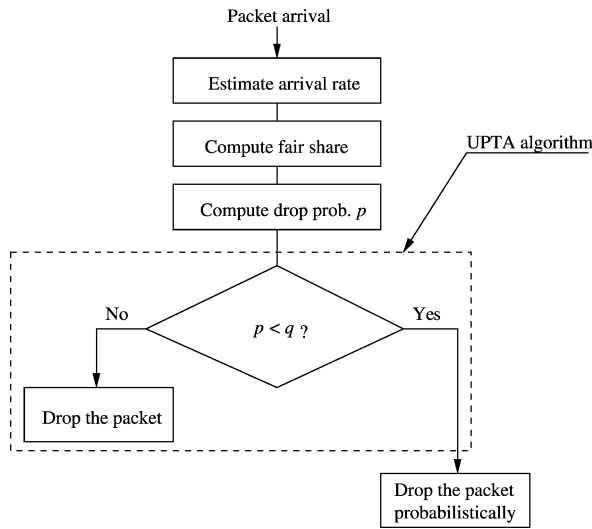 Packet arrival
Estimate arrival rate
Compute fair share
UPTA algorithm
Compute drop prob. p
No
Yes
p < q ?
Drop the packet
Drop the packet
probabilistically